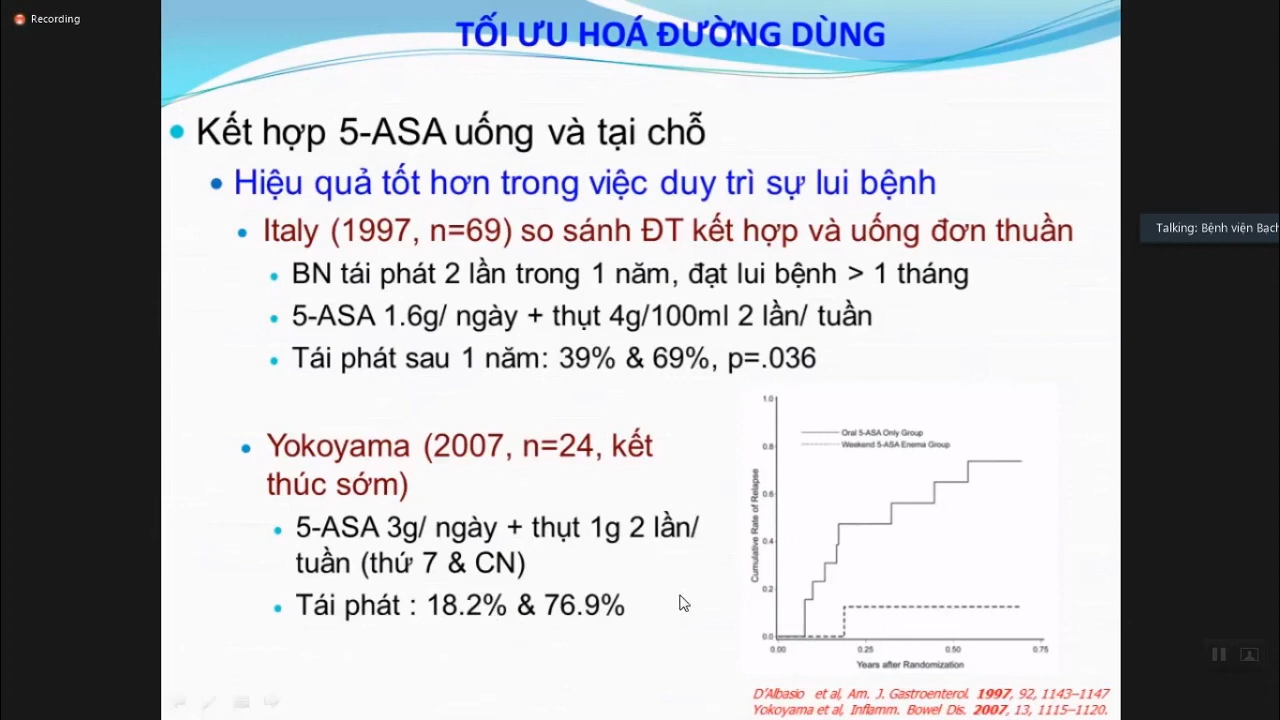 Recording
TỐI ƯU HOÁ ĐƯỜNG DÙNG
Kết hợp 5-ASA uống và tại chỗ
Hiệu quả tốt hơn trong việc duy trì sự lui bệnh
Italy (1997, n=69) so sánh ĐT kết hợp và uống đơn thuần
Talking: Bệnh viện Bạch
BN tái phát 2 lần trong 1 năm, đạt lui bệnh > 1 tháng
5-ASA 1.6g/ ngày + thụt 4g/100ml 2 lần/ tuần
Tái phát sau 1 năm: 39% & 69%, p=.036
Yokoyama (2007, n=24, kết
thúc sớm)
5-ASA 3g/ ngày + thụt 1g 2 lần/
tuần (thứ 7 & CN)
Tái phát : 18.2% & 76.9%
1.0
Oral 5-ASA Only Group
Weekend 5-ASA Enema Group
0.8
0.6
0.4
0.2
0.0
Cumulative Rate of Relapse
0.00 0.25 0.50 0.75
Years after Randomization
D'Albasio et al, Am. J. Gastroenterol. 1997, 92, 1143–1147
Yokoyama et al, Inflamm. Bowel Dis. 2007, 13, 1115–1120.